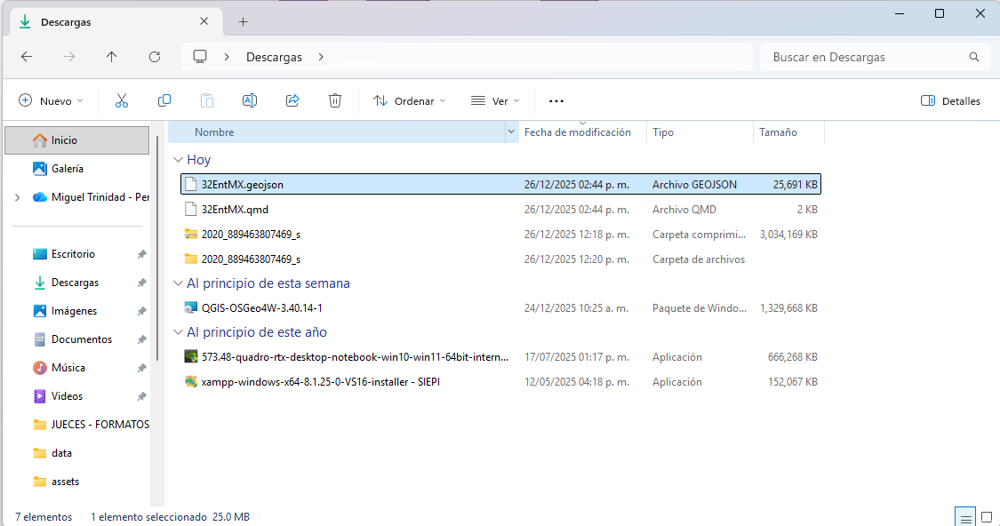 Descargas
Descargas
Buscar en Descargas
Nuevo
Ordenar
Ver
Detalles
Inicio
Galería
Miguel Trinidad - Per
Escritorio
Descargas
Imágenes
Documentos
Música
Videos
JUECES - FORMATOS
data
assets
Nombre Fecha de modificación Tipo Tamaño
Hoy
32EntMX.geojson 26/12/2025 02:44 p. m. Archivo GEOJSON 25,691 KB
32EntMX.qmd 26/12/2025 02:44 p. m. Archivo QMD 2 KB
2020_889463807469_s 26/12/2025 12:18 p. m. Carpeta comprimi... 3,034,169 KB
2020_889463807469_s 26/12/2025 12:20 p. m. Carpeta de archivos
Al principio de esta semana
QGIS-OSGeo4W-3.40.14-1 24/12/2025 10:25 a. m. Paquete de Windo... 1,329,668 KB
Al principio de este año
573.48-quadro-rtx-desktop-notebook-win10-win11-64bit-intern... 17/07/2025 01:17 p. m. Aplicación 666,268 KB
xampp-windows-x64-8.1.25-0-VS16-installer - SIEPI 12/05/2025 04:18 p. m. Aplicación 152,067 KB
7 elementos 1 elemento seleccionado 25.0 MB